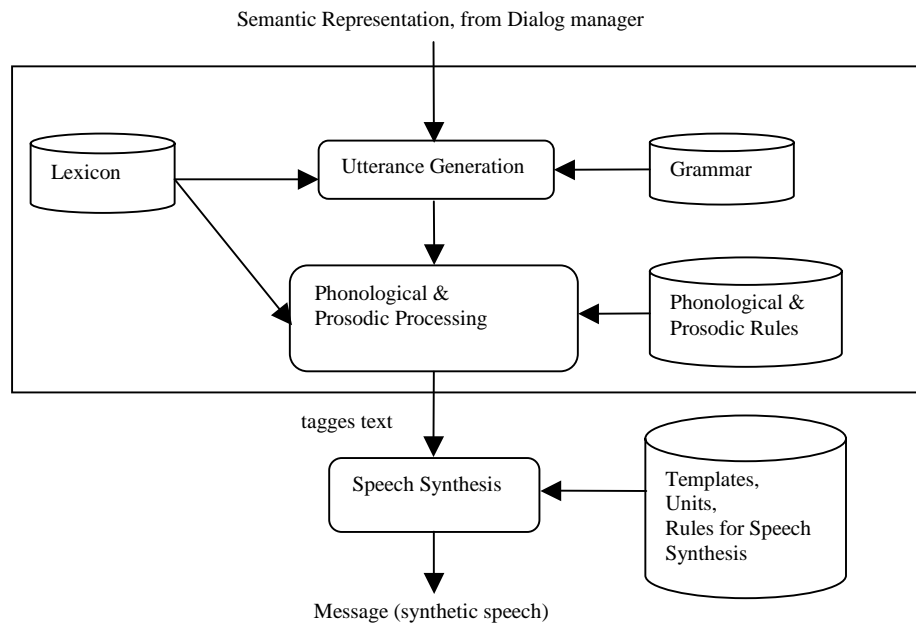 Semantic Representation, from Dialog manager
Lexicon
Utterance Generation
Grammar
Phonological &
Prosodic Processing
Phonological &
Prosodic Rules
tagges text
Speech Synthesis
Templates,
Units,
Rules for Speech
Synthesis
Message (synthetic speech)